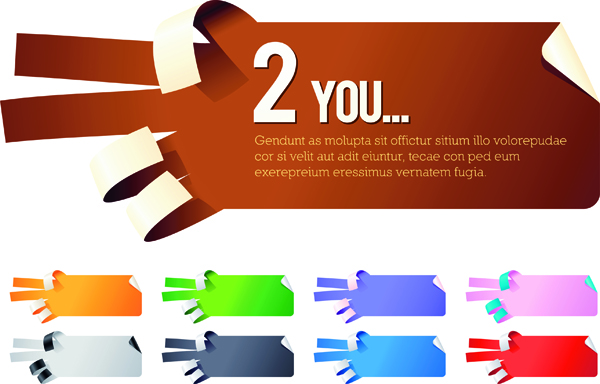 2 YOU...
Gendunt as molupta sit offictur sitium illo volorepudae
cor si velit aut adit eiuntur, tecae con ped eum
exerepreium eressimus vernatem fugia.